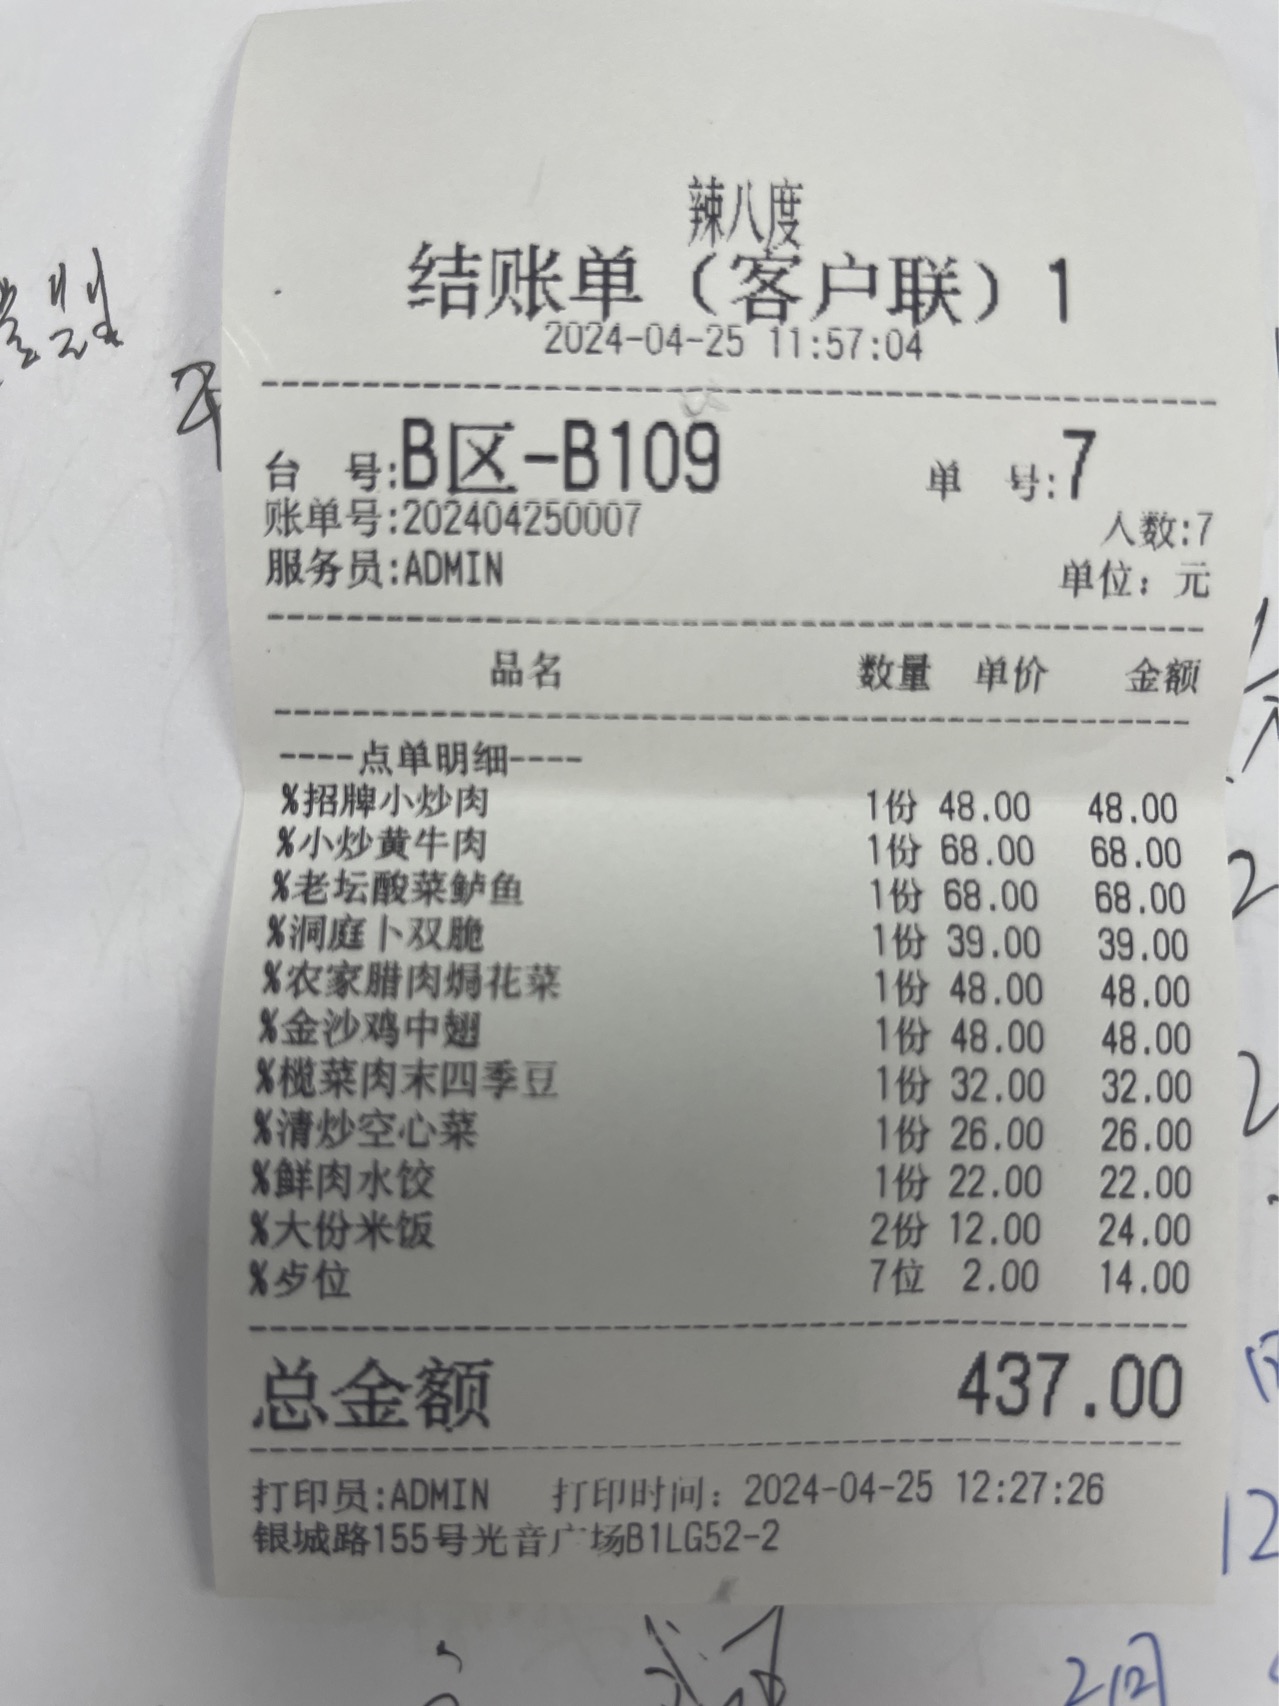 辣八度
结账单（客户联）1
2024-04-25 11:57:04
台 号:B区-B109 单 号:7
账单号:202404250007 人数:7
服务员:ADMIN 单位：元
品名 数量 单价 金额
----点单明细----
%招牌小炒肉 1份 48.00 48.00
%小炒黄牛肉 1份 68.00 68.00
%老坛酸菜鲈鱼 1份 68.00 68.00
%洞庭卜双脆 1份 39.00 39.00
%农家腊肉焗花菜 1份 48.00 48.00
%金沙鸡中翅 1份 48.00 48.00
%榄菜肉末四季豆 1份 32.00 32.00
%清炒空心菜 1份 26.00 26.00
%鲜肉水饺 1份 22.00 22.00
%大份米饭 2份 12.00 24.00
%歺位 7位 2.00 14.00
总金额 437.00
打印员:ADMIN 打印时间：2024-04-25 12:27:26
银城路155号光音广场B1LG52-2
2
12